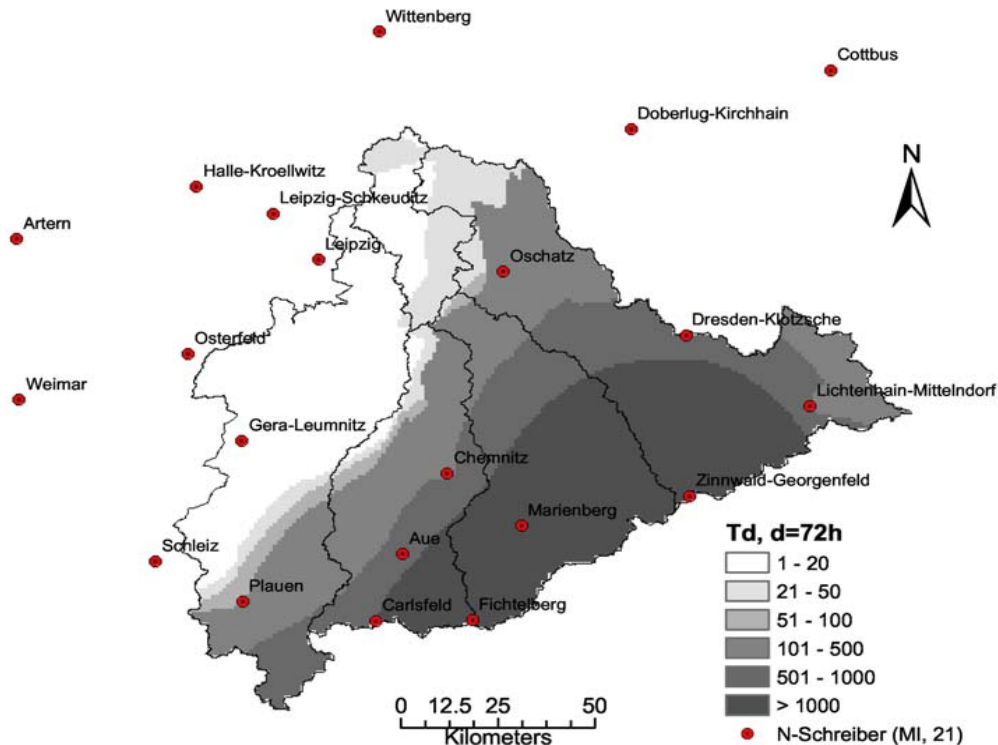 Wittenberg
Cottbus
Doberlug-Kirchhain
N
Halle-Kroellwitz
Leipzig-Schkeuditz
Artern
Leipzig
Oschatz
Dresden-Klotzsche
Osterfeld
Weimar
Lichtenhain-Mittelndorf
Gera-Leumnitz
Chemnitz
Zinnwald-Georgenfeld
Marienberg
Aue
Schleiz
Plauen
Carlsfeld
Fichtelberg
Td, d=72h
1 - 20
21 - 50
51 - 100
101 - 500
501 - 1000
> 1000
N-Schreiber (MI, 21)
0 12.5 25 50
Kilometers